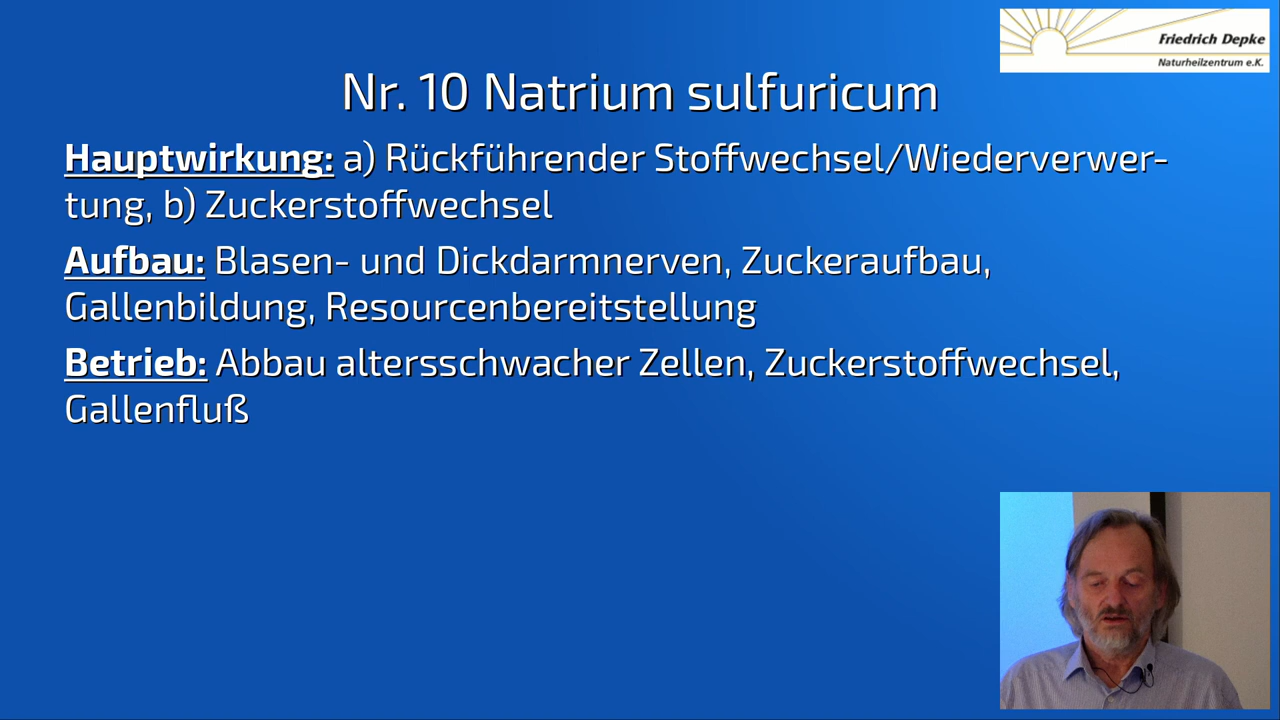 Friedrich Depke
Naturheilzentrum e.K.
Nr. 10 Natrium sulfuricum
Hauptwirkung: a) Rückführender Stoffwechsel/Wiederverwer-
tung, b) Zuckerstoffwechsel
Aufbau: Blasen- und Dickdarmnerven, Zuckeraufbau,
Gallenbildung, Resourcenbereitstellung
Betrieb: Abbau altersschwacher Zellen, Zuckerstoffwechsel,
Gallenfluß